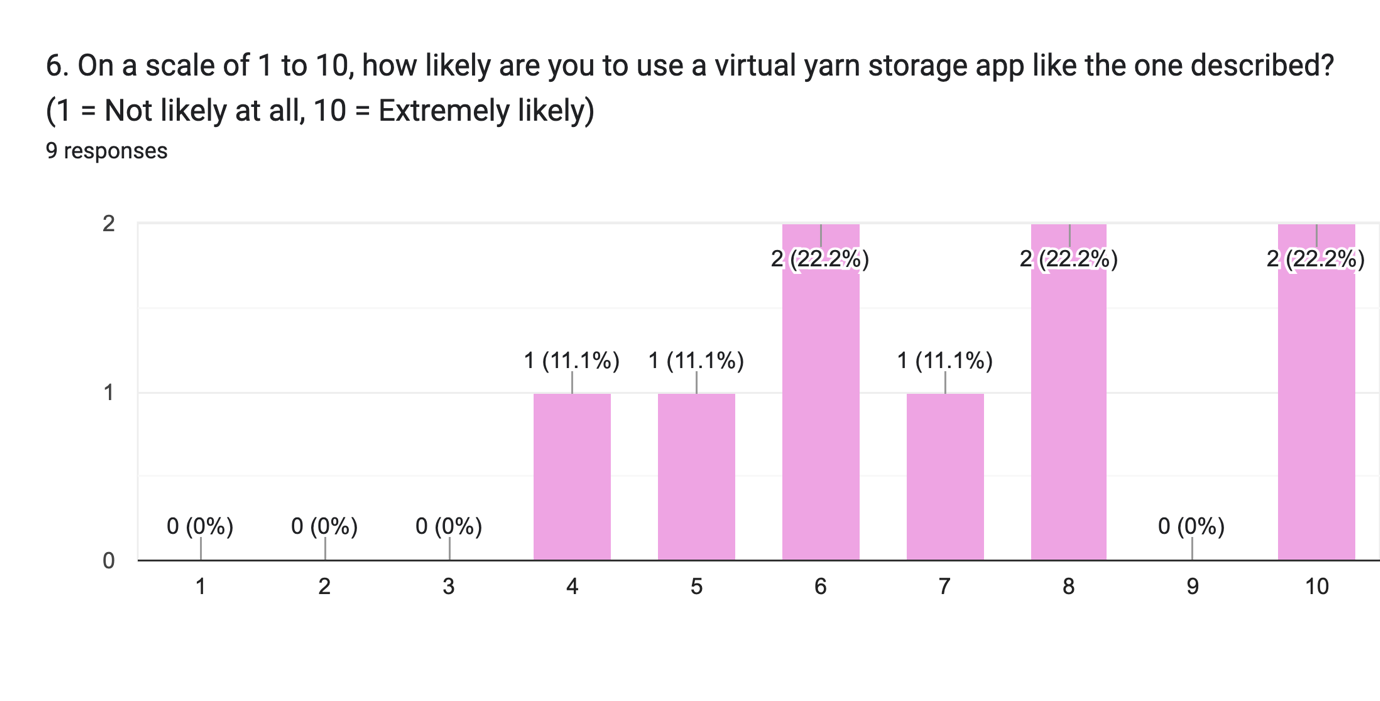 6. On a scale of 1 to 10, how likely are you to use a virtual yarn storage app like the one described?
(1 = Not likely at all, 10 = Extremely likely)
9 responses
2
2 (22.2%) 2 (22.2%) 2 (22.2%)
1 (11.1%) 1 (11.1%) 1 (11.1%)
1
0 (0%) 0 (0%) 0 (0%) 0 (0%)
0
1 2 3 4 5 6 7 8 9 10